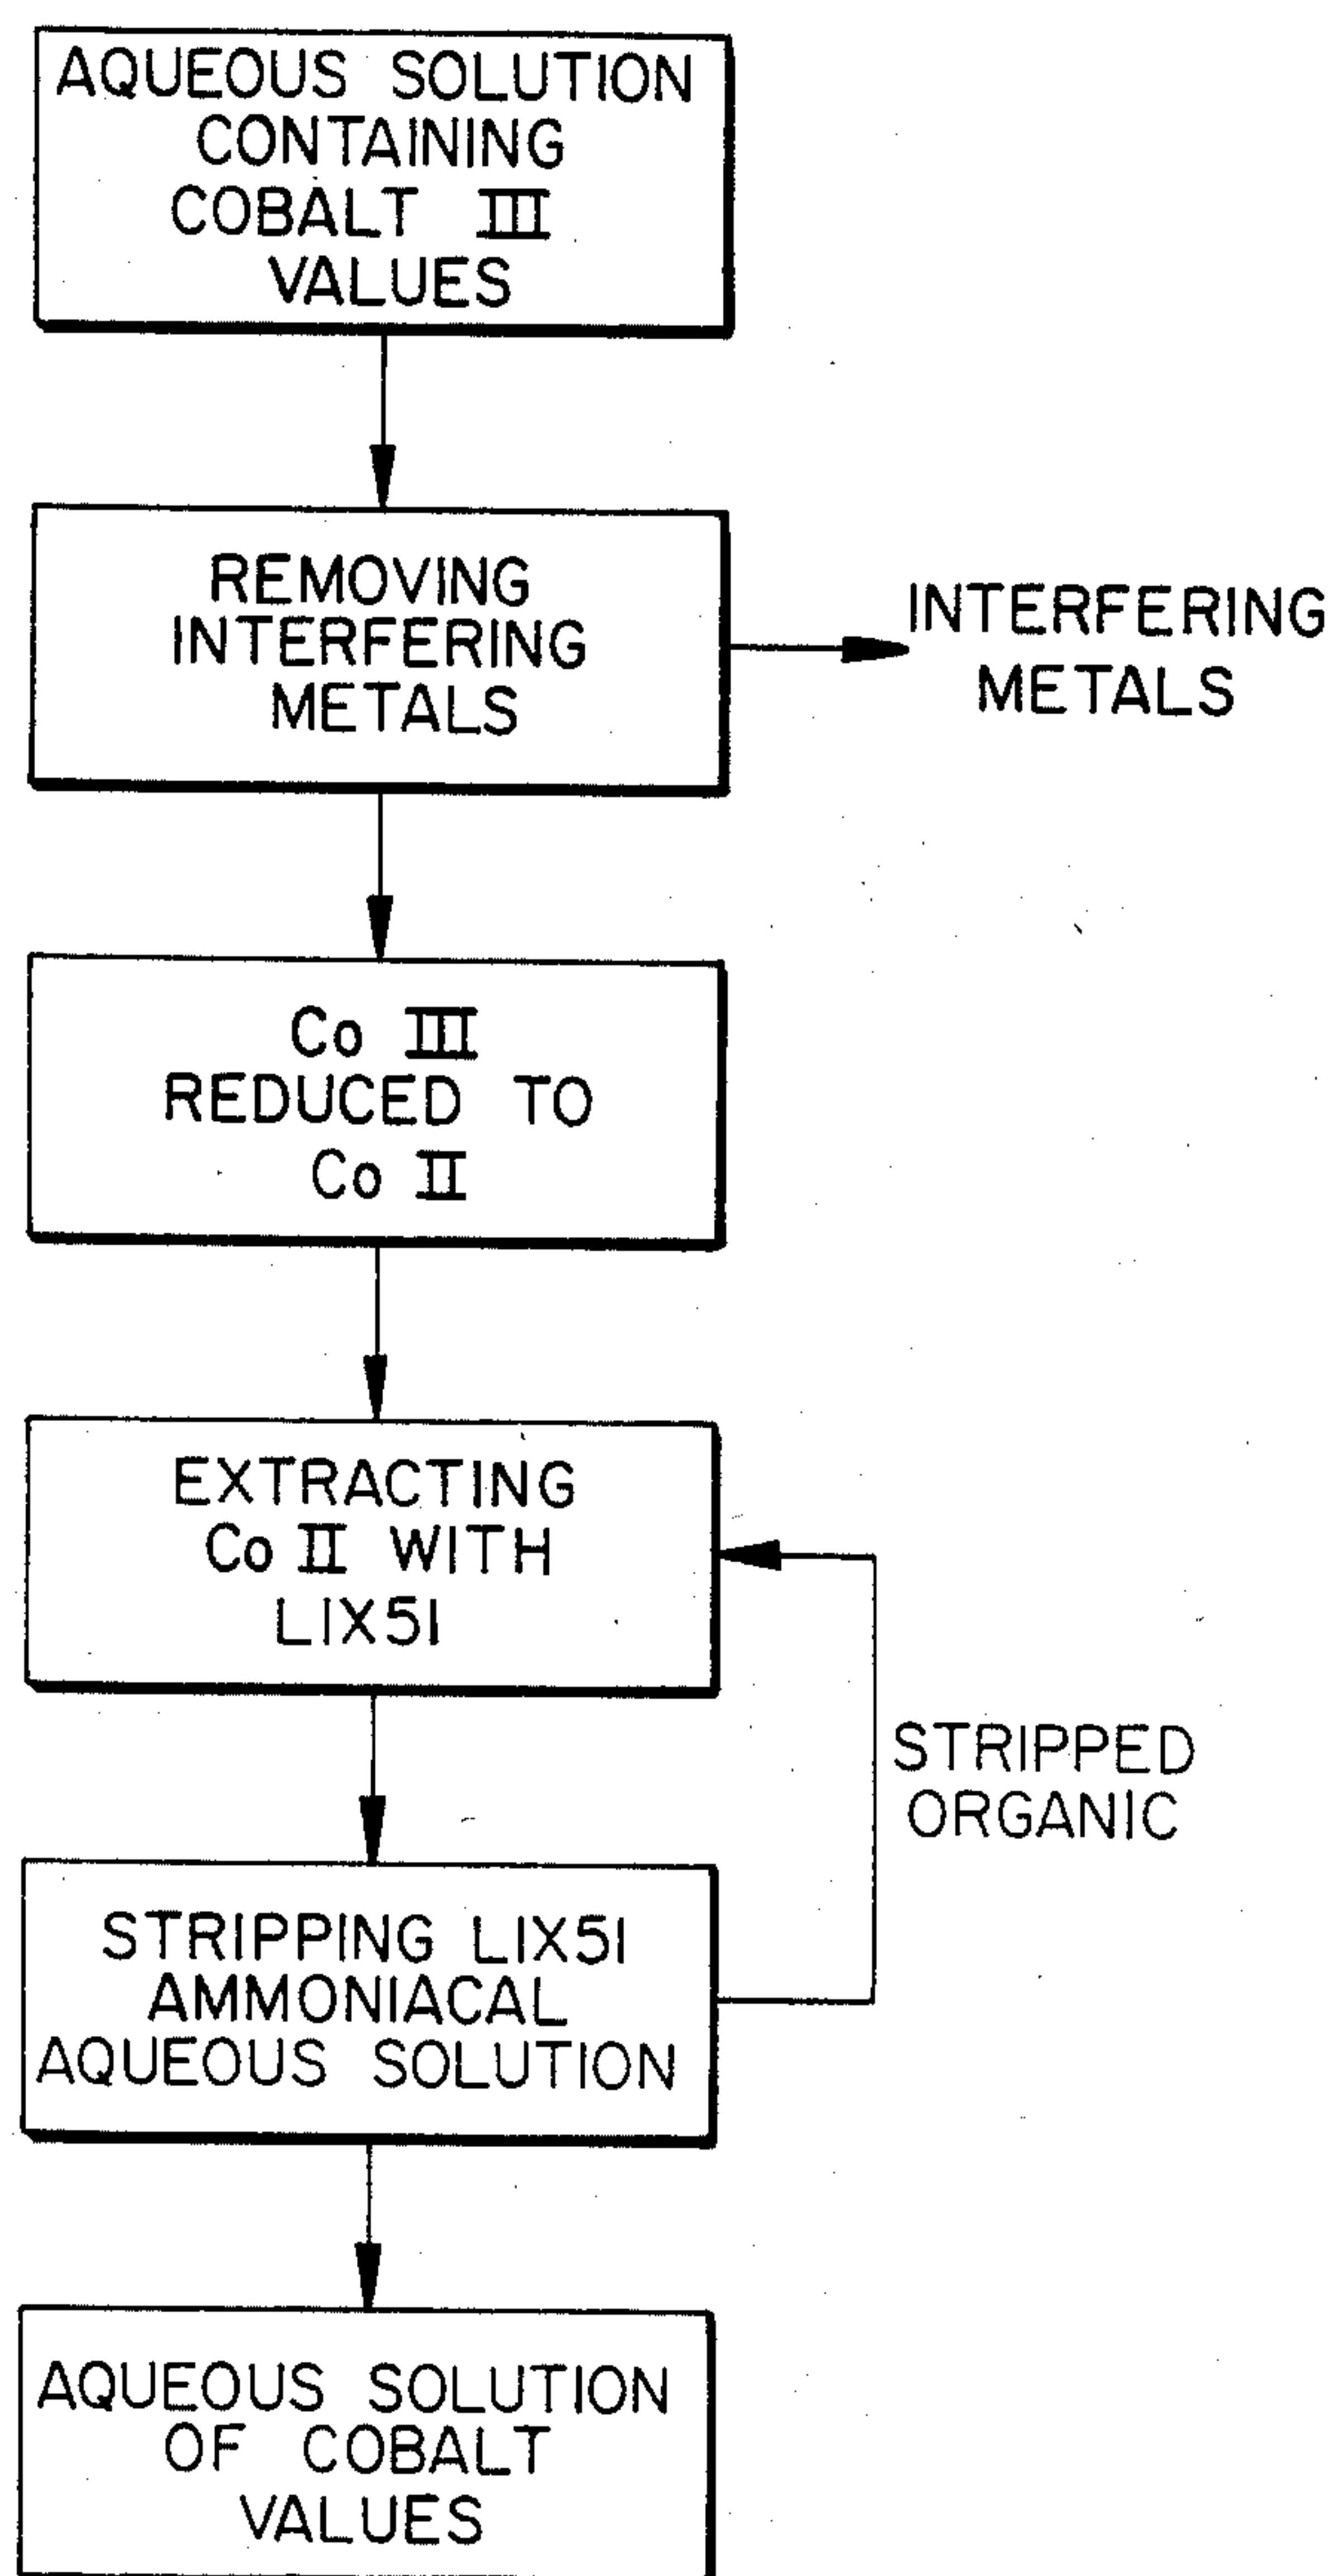 AQUEOUS SOLUTION
CONTAINING
COBALT III
VALUES
REMOVING
INTERFERING
METALS
INTERFERING
METALS
Co III
REDUCED TO
Co II
EXTRACTING
Co II WITH
LIX51
STRIPPED
ORGANIC
STRIPPING LIX51
AMMONIACAL
AQUEOUS SOLUTION
AQUEOUS SOLUTION
OF COBALT
VALUES